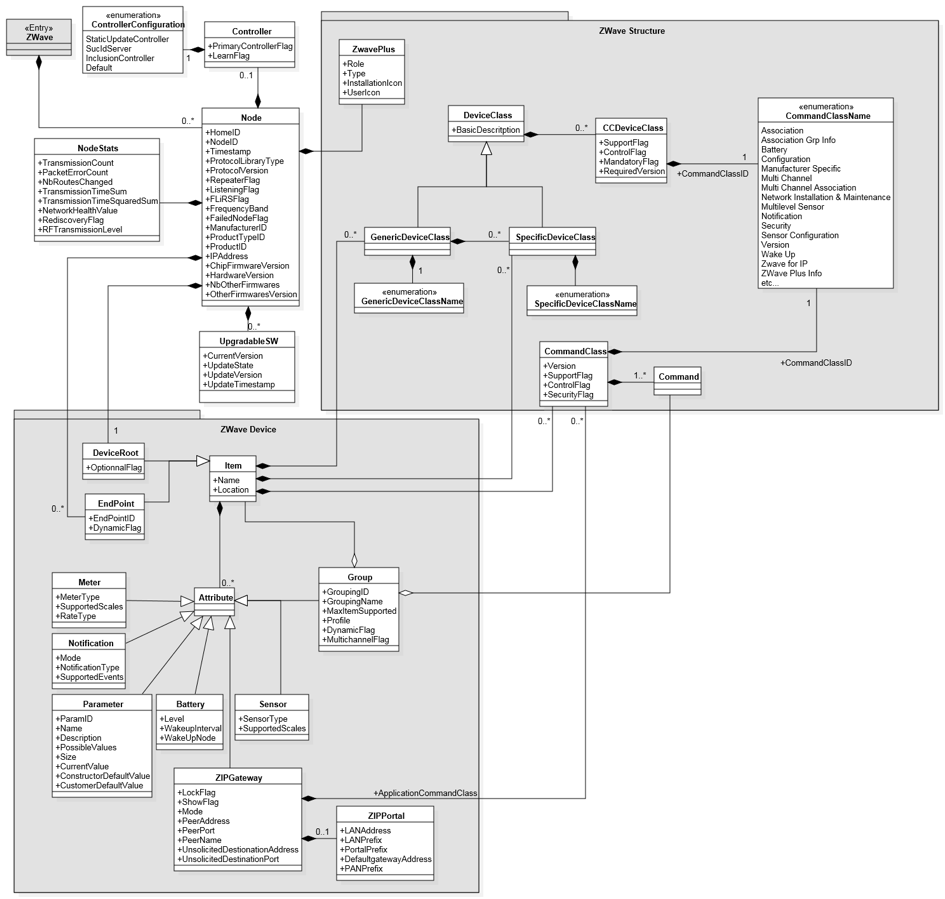 «Entry»
ZWave
«enumeration»
ControllerConfiguration
StaticUpdateController
SucIdServer
InclusionController
Default
1
Controller
+PrimaryControllerFlag
+LearnFlag
0..1
0..*
Node
+HomeID
+NodeID
+Timestamp
+ProtocolLibraryType
+ProtocolVersion
+RepeaterFlag
+ListeningFlag
+FLiRSFlag
+FrequencyBand
+FailedNodeFlag
+ManufacturerID
+ProductTypeID
+ProductID
+IPAddress
+ChipFirmwareVersion
+HardwareVersion
+NbOtherFirmwares
+OtherFirmwaresVersion
NodeStats
+TransmissionCount
+PacketErrorCount
+NbRoutesChanged
+TransmissionTimeSum
+TransmissionTimeSquaredSum
+NetworkHealthValue
+RediscoveryFlag
+RFTransmissionLevel
0..*
UpgradableSW
+CurrentVersion
+UpdateState
+UpdateVersion
+UpdateTimestamp
ZWave Structure
ZwavePlus
+Role
+Type
+InstallationIcon
+UserIcon
DeviceClass
+BasicDescritption
0..*
CCDeviceClass
+SupportFlag
+ControlFlag
+MandatoryFlag
+RequiredVersion
1
+CommandClassID
«enumeration»
CommandClassName
Association
Association Grp Info
Battery
Configuration
Manufacturer Specific
Multi Channel
Multi Channel Association
Network Installation & Maintenance
Multilevel Sensor
Notification
Security
Sensor Configuration
Version
Wake Up
Zwave for IP
ZWave Plus Info
etc...
1
+CommandClassID
0..*
GenericDeviceClass
0..*
SpecificDeviceClass
1
0..*
«enumeration»
GenericDeviceClassName
«enumeration»
SpecificDeviceClassName
CommandClass
+Version
+SupportFlag
+ControlFlag
+SecurityFlag
1..*
Command
0..*
0..*
ZWave Device
1
DeviceRoot
+OptionnalFlag
0..*
EndPoint
+EndPointID
+DynamicFlag
Item
+Name
+Location
0..*
Attribute
Meter
+MeterType
+SupportedScales
+RateType
Group
+GroupingID
+GroupingName
+MaxItemSupported
+Profile
+DynamicFlag
+MultichannelFlag
Notification
+Mode
+NotificationType
+SupportedEvents
Parameter
+ParamID
+Name
+Description
+PossibleValues
+Size
+CurrentValue
+ConstructorDefaultValue
+CustomerDefaultValue
Battery
+Level
+WakeupInterval
+WakeUpNode
Sensor
+SensorType
+SupportedScales
ZIPGateway
+LockFlag
+ShowFlag
+Mode
+PeerAddress
+PeerPort
+PeerName
+UnsolicitedDestionationAddress
+UnsolicitedDestinationPort
+ApplicationCommandClass
0..1
ZIPPortal
+LANAddress
+LANPrefix
+PortalPrefix
+DefaultgatewayAddress
+PANPrefix